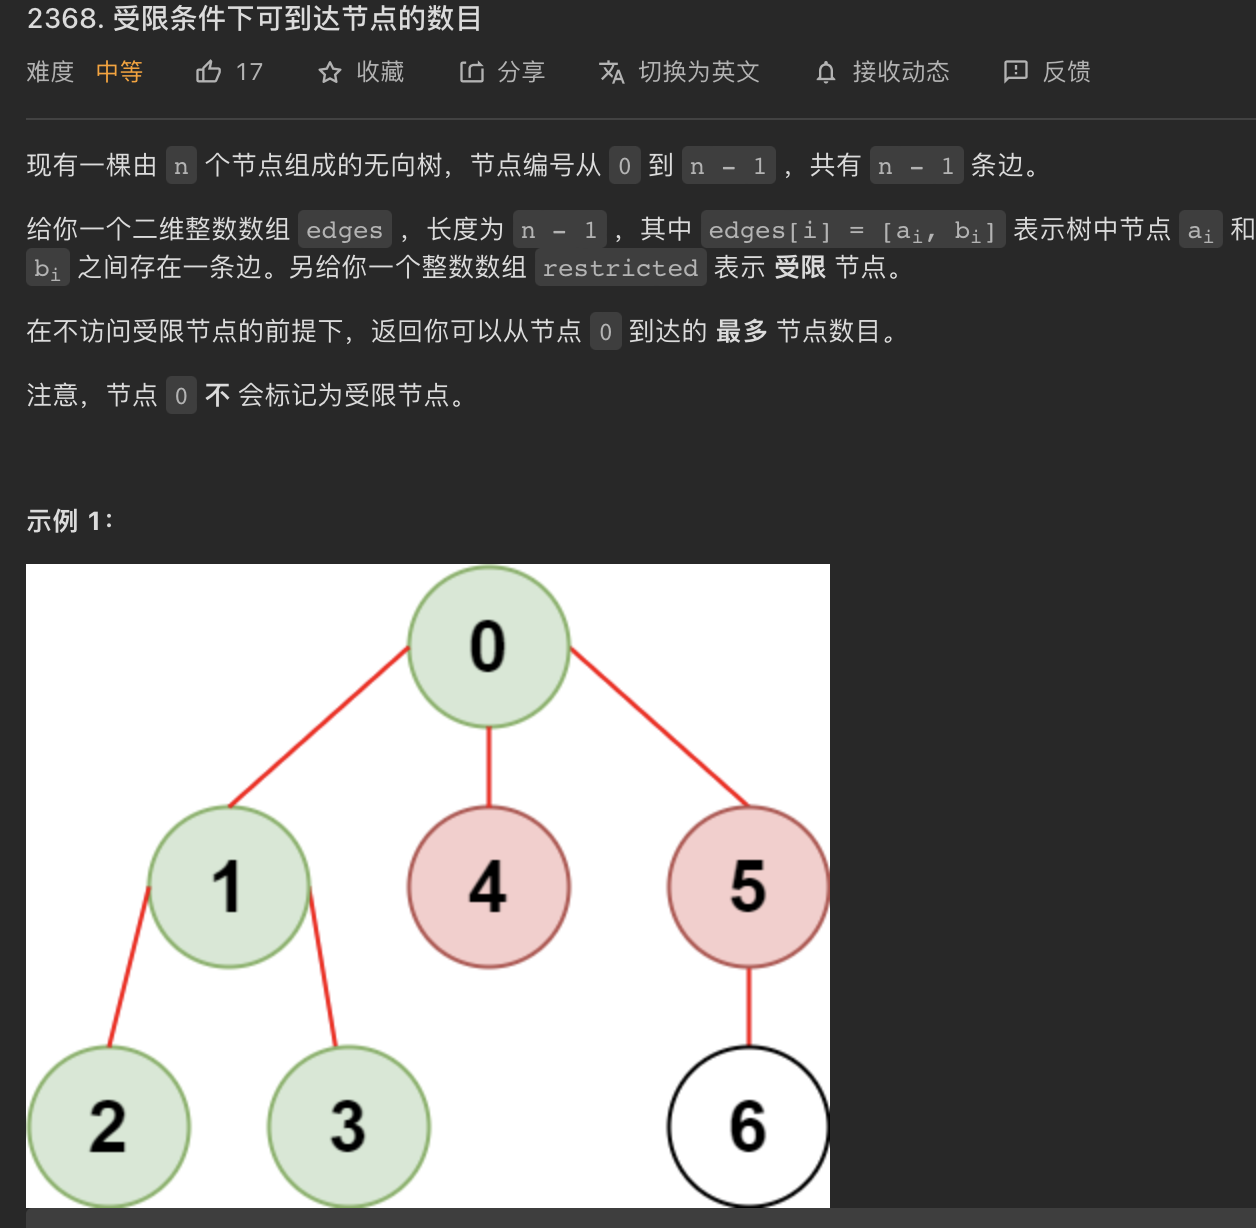 2368. 受限条件下可到达节点的数目
难度 中等 17 收藏 分享 切换为英文 接收动态 反馈
现有一棵由 n 个节点组成的无向树，节点编号从 0 到 n - 1 ，共有 n - 1 条边。
给你一个二维整数数组 edges ，长度为 n - 1 ，其中 edges[i] = [ai, bi] 表示树中节点 ai 和
bi 之间存在一条边。另给你一个整数数组 restricted 表示 受限 节点。
在不访问受限节点的前提下，返回你可以从节点 0 到达的 最多 节点数目。
注意，节点 0 不 会标记为受限节点。
示例 1：
0
1 4 5
2 3 6